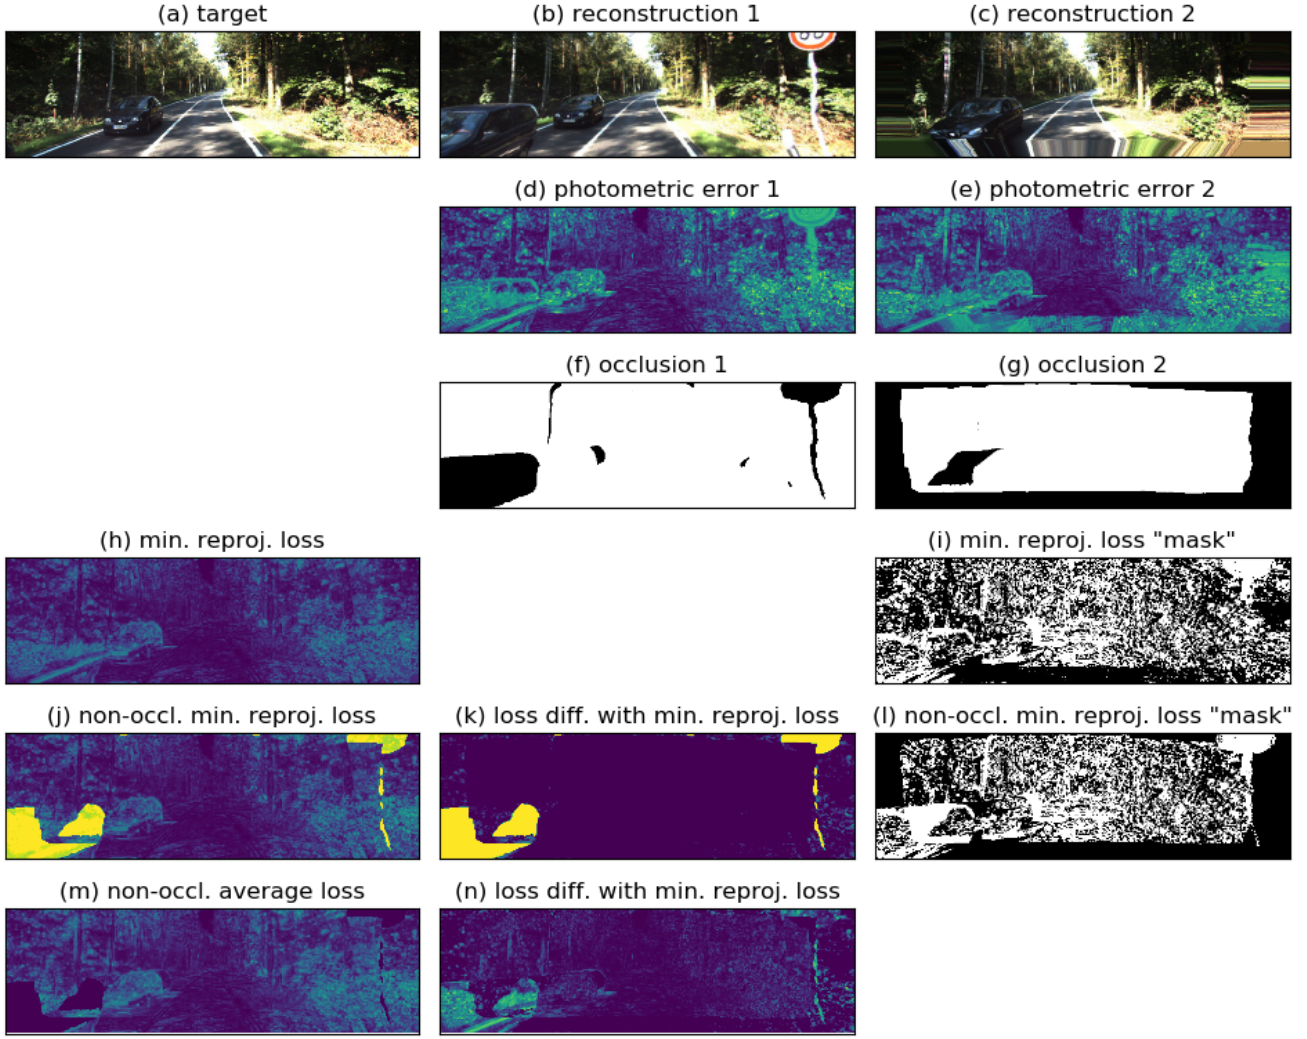 (a) target
(b) reconstruction 1
(c) reconstruction 2
(d) photometric error 1
(e) photometric error 2
(f) occlusion 1
(g) occlusion 2
(h) min. reproj. loss
(i) min. reproj. loss "mask"
(j) non-occl. min. reproj. loss
(k) loss diff. with min. reproj. loss
(l) non-occl. min. reproj. loss "mask"
(m) non-occl. average loss
(n) loss diff. with min. reproj. loss